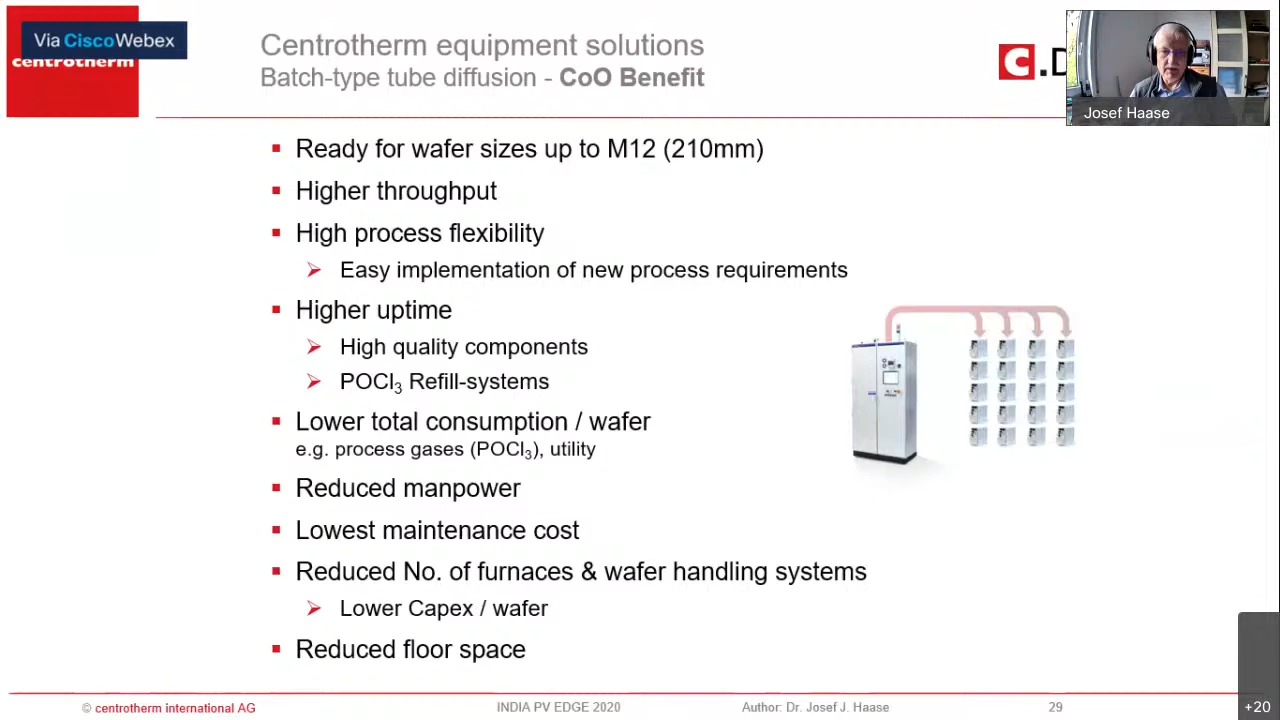 Via CiscoWebex
centrotherm
Centrotherm equipment solutions
Batch-type tube diffusion - CoO Benefit
c.D
Josef Haase
Ready for wafer sizes up to M12 (210mm)
Higher throughput
High process flexibility
Easy implementation of new process requirements
Higher uptime
High quality components
POCl₃ Refill-systems
Lower total consumption / wafer
e.g. process gases (POCl₃), utility
Reduced manpower
Lowest maintenance cost
Reduced No. of furnaces & wafer handling systems
Lower Capex / wafer
Reduced floor space
© centrotherm international AG
INDIA PV EDGE 2020
Author: Dr. Josef J. Haase
29
+20